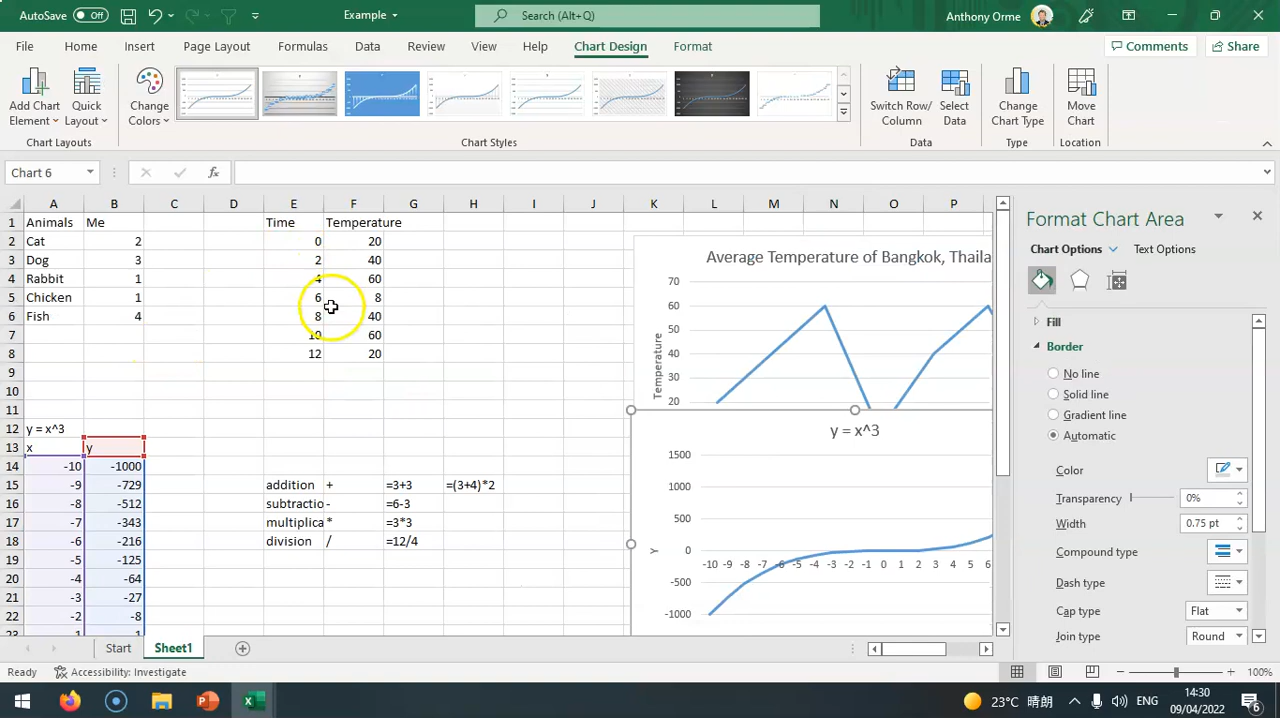 AutoSave Off Example Search (Alt+Q) Anthony Orme
File Home Insert Page Layout Formulas Data Review View Help Chart Design Format Comments Share
Add Chart Element Quick Layout Change Colors Switch Row/ Column Select Data Change Chart Type Move Chart
Chart Layouts Chart Styles Data Type Location
Chart 6 fx
A B C D E F G H I J K L M N O P
1 Animals Me Time Temperature
2 Cat 2 0 20
3 Dog 3 2 40
4 Rabbit 1 4 60
5 Chicken 1 6 8
6 Fish 4 8 40
7 10 60
8 12 20
9
10
11
12 y = x^3
13 x y
14 -10 -1000
15 -9 -729 addition + =3+3 =(3+4)*2
16 -8 -512 subtractio - =6-3
17 -7 -343 multiplica * =3*3
18 -6 -216 division / =12/4
19 -5 -125
20 -4 -64
21 -3 -27
22 -2 -8
23
Average Temperature of Bangkok, Thaila
Temperature
70
60
50
40
30
20
y = x^3
Y
1500
1000
500
0
-500
-1000
-10 -9 -8 -7 -6 -5 -4 -3 -2 -1 0 1 2 3 4 5 6
Format Chart Area
Chart Options Text Options
Fill
Border
No line
Solid line
Gradient line
Automatic
Color
Transparency 0%
Width 0.75 pt
Compound type
Dash type
Cap type Flat
Join type Round
Start Sheet1
Ready Accessibility: Investigate 100%
23°C 晴朗 ENG 14:30
09/04/2022 6